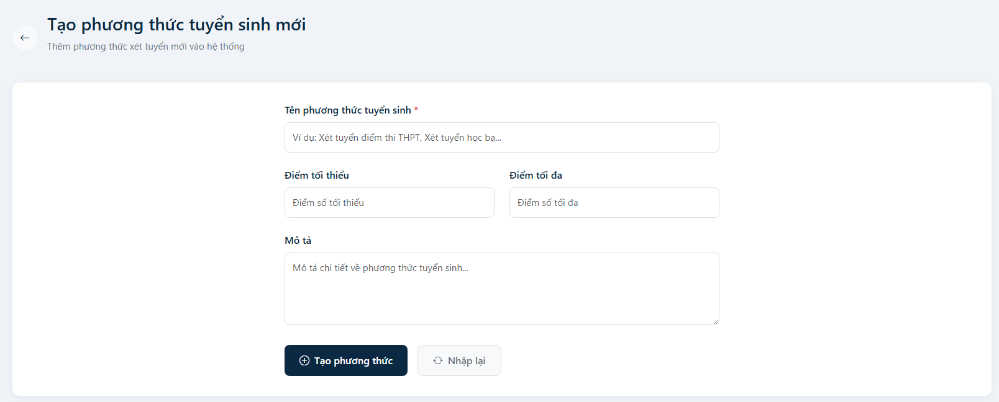 Tạo phương thức tuyển sinh mới
Thêm phương thức xét tuyển mới vào hệ thống
Tên phương thức tuyển sinh *
Ví dụ: Xét tuyển điểm thi THPT, Xét tuyển học bạ...
Điểm tối thiểu
Điểm tối đa
Điểm số tối thiểu
Điểm số tối đa
Mô tả
Mô tả chi tiết về phương thức tuyển sinh...
Tạo phương thức
Nhập lại